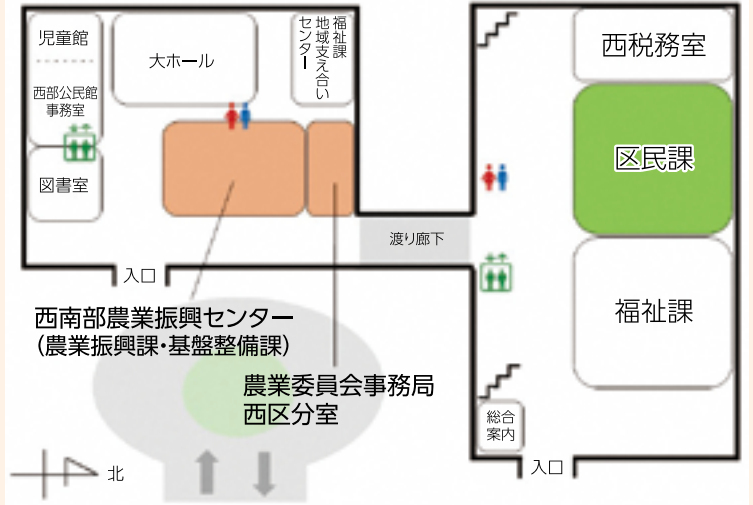 児童館
西部公民館
事務室
図書室
大ホール
福祉課
地域支え合い
センター
西税務室
区民課
福祉課
渡り廊下
入口
西南部農業振興センター
（農業振興課・基盤整備課）
農業委員会事務局
西区分室
総合
案内
入口
北